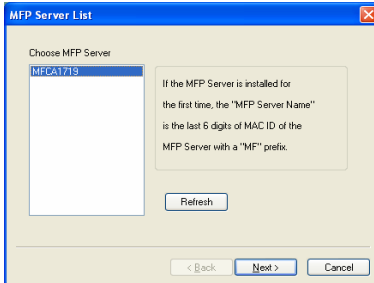 MFP Server List
Choose MFP Server
MFCA1719
If the MFP Server is installed for
the first time, the "MFP Server Name"
is the last 6 digits of MAC ID of the
MFP Server with a "MF" prefix.
Refresh
< Back
Next >
Cancel